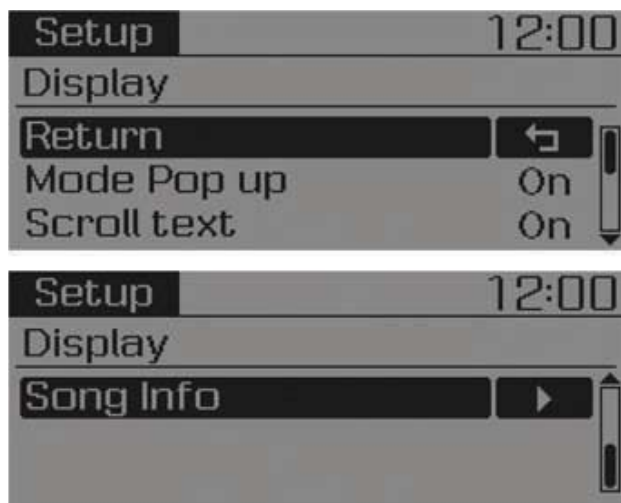 Setup 12:00
Display
Return
Mode Pop up On
Scroll text On
Setup 12:00
Display
Song Info